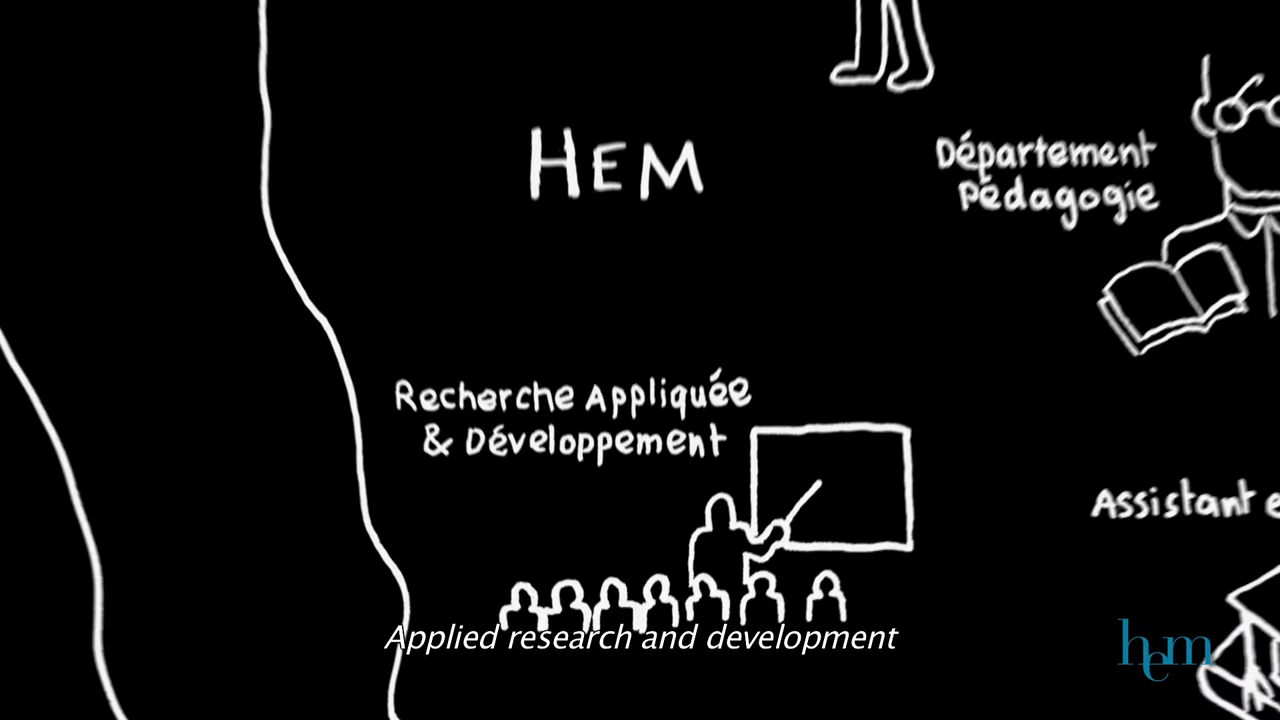 HEM
Département
Pédagogie
Recherche Appliquée
& Développement
Assistant e
Applied research and development
hem